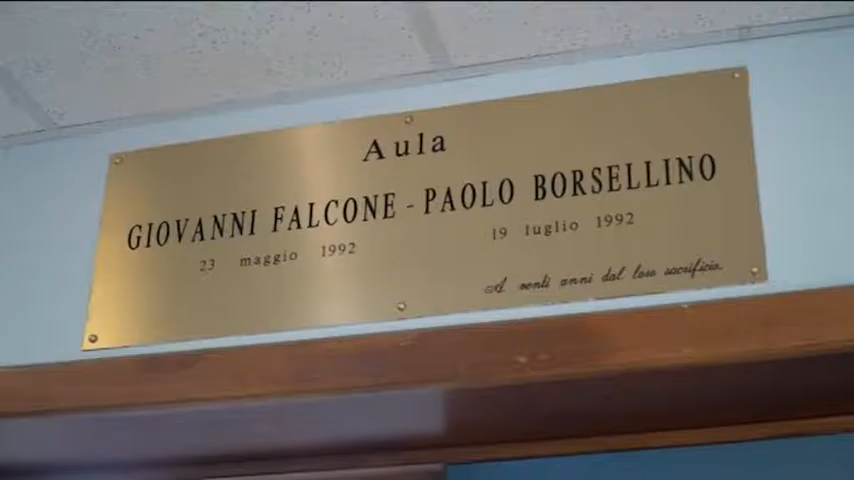 Aula
GIOVANNI FALCONE - PAOLO BORSELLINO
23 maggio 1992 19 luglio 1992
A venti anni dal loro sacrificio